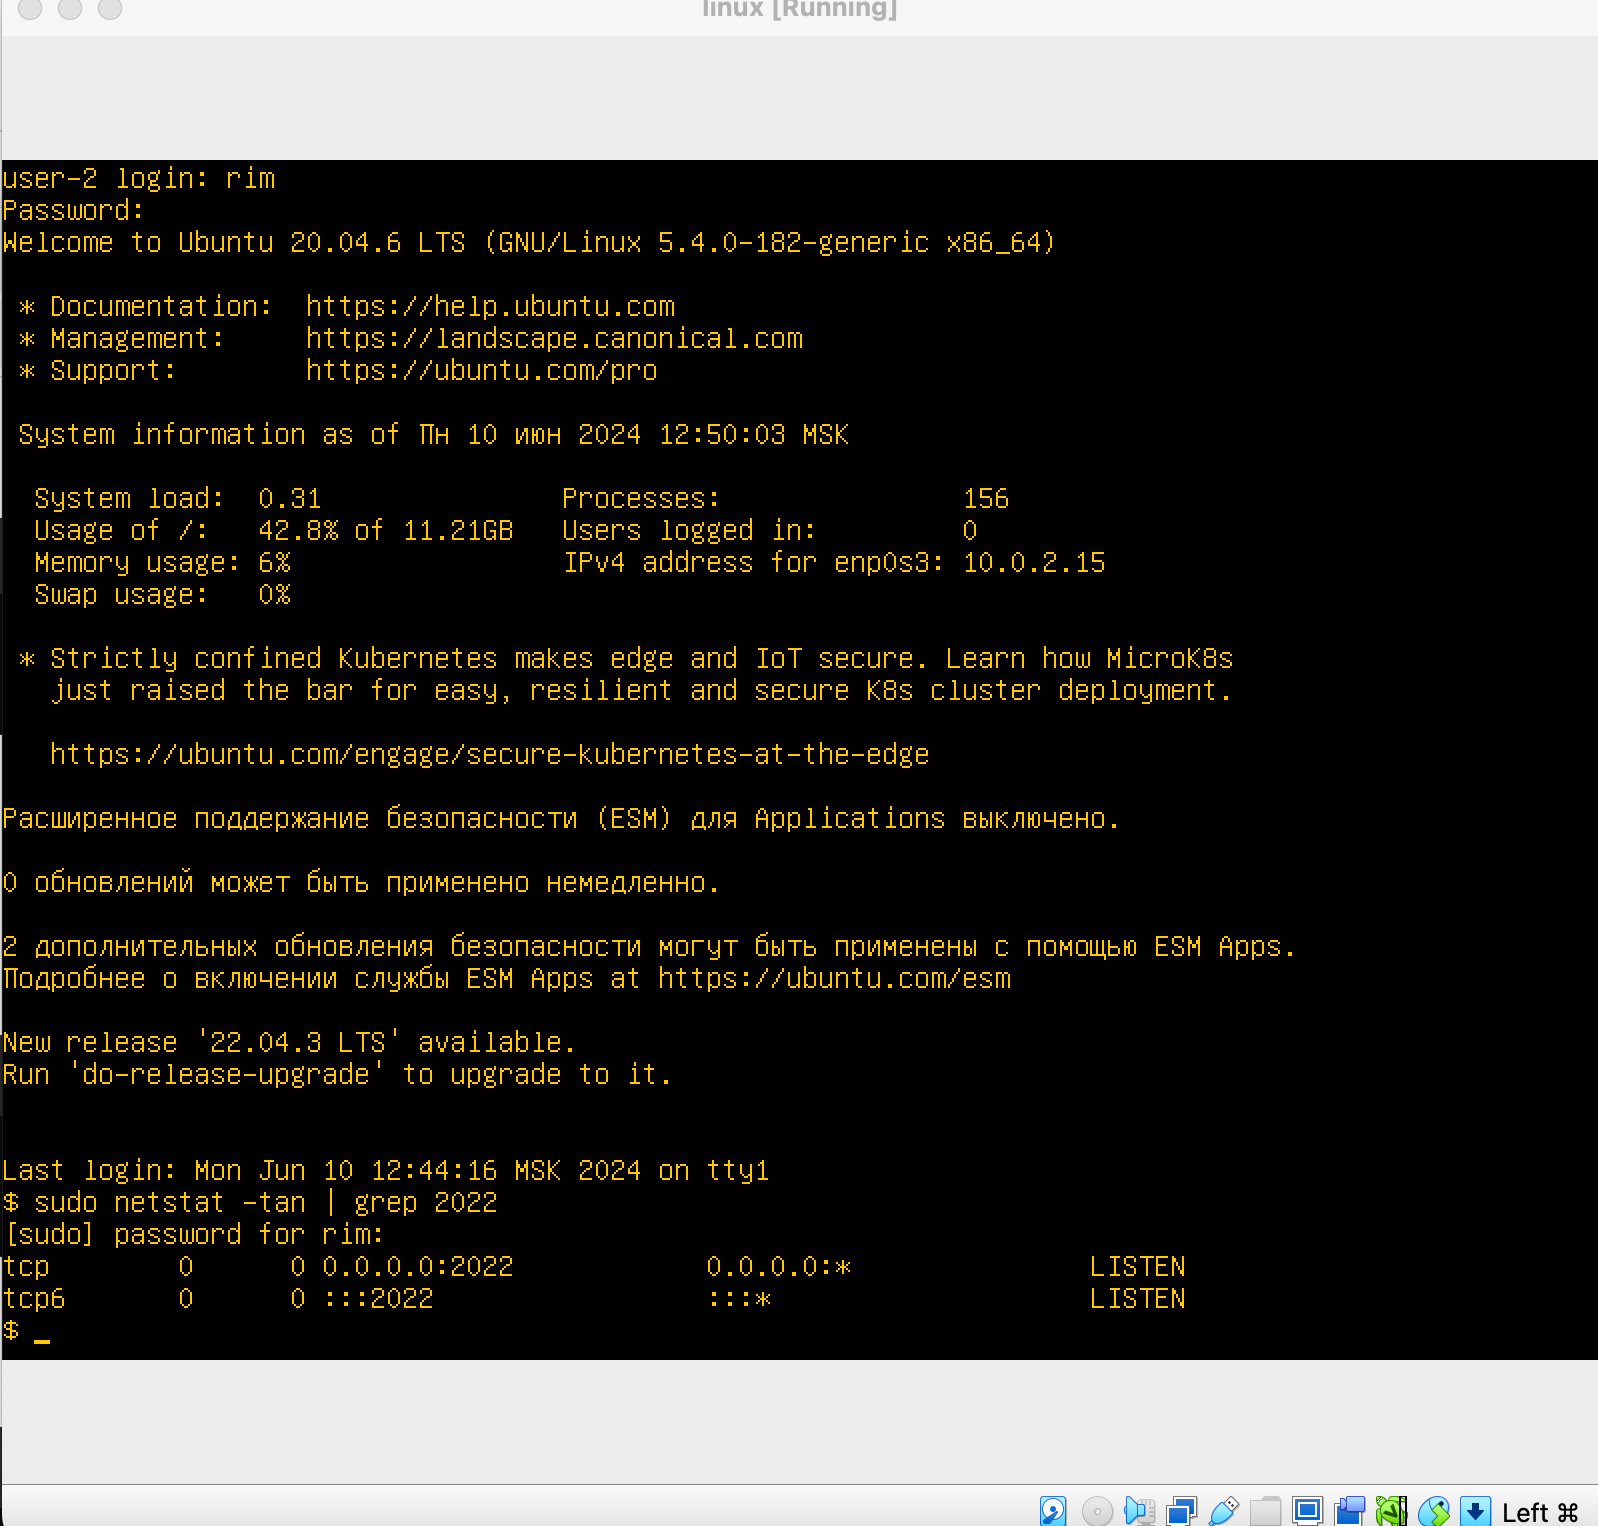 linux [Running]
user-2 login: rim
Password:
Welcome to Ubuntu 20.04.6 LTS (GNU/Linux 5.4.0-182-generic x86_64)
* Documentation:  https://help.ubuntu.com
* Management:     https://landscape.canonical.com
* Support:        https://ubuntu.com/pro
System information as of Пн 10 июн 2024 12:50:03 MSK
System load:  0.31               Processes:               156
Usage of /:   42.8% of 11.21GB   Users logged in:         0
Memory usage: 6%                 IPv4 address for enp0s3: 10.0.2.15
Swap usage:   0%
* Strictly confined Kubernetes makes edge and IoT secure. Learn how MicroK8s
just raised the bar for easy, resilient and secure K8s cluster deployment.
https://ubuntu.com/engage/secure-kubernetes-at-the-edge
Расширенное поддержание безопасности (ESM) для Applications выключено.
0 обновлений может быть применено немедленно.
2 дополнительных обновления безопасности могут быть применены с помощью ESM Apps.
Подробнее о включении службы ESM Apps at https://ubuntu.com/esm
New release '22.04.3 LTS' available.
Run 'do-release-upgrade' to upgrade to it.
Last login: Mon Jun 10 12:44:16 MSK 2024 on tty1
$ sudo netstat -tan | grep 2022
[sudo] password for rim:
tcp        0      0 0.0.0.0:2022            0.0.0.0:*               LISTEN
tcp6       0      0 :::2022                 :::*                    LISTEN
$ _
Left ⌘